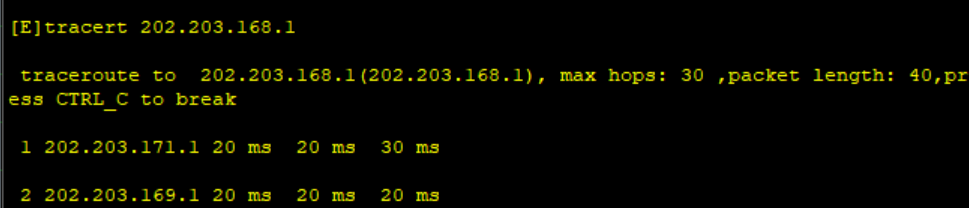 [E]tracert 202.203.168.1
traceroute to  202.203.168.1(202.203.168.1), max hops: 30 ,packet length: 40,pr
ess CTRL_C to break
1 202.203.171.1 20 ms  20 ms  30 ms
2 202.203.169.1 20 ms  20 ms  20 ms